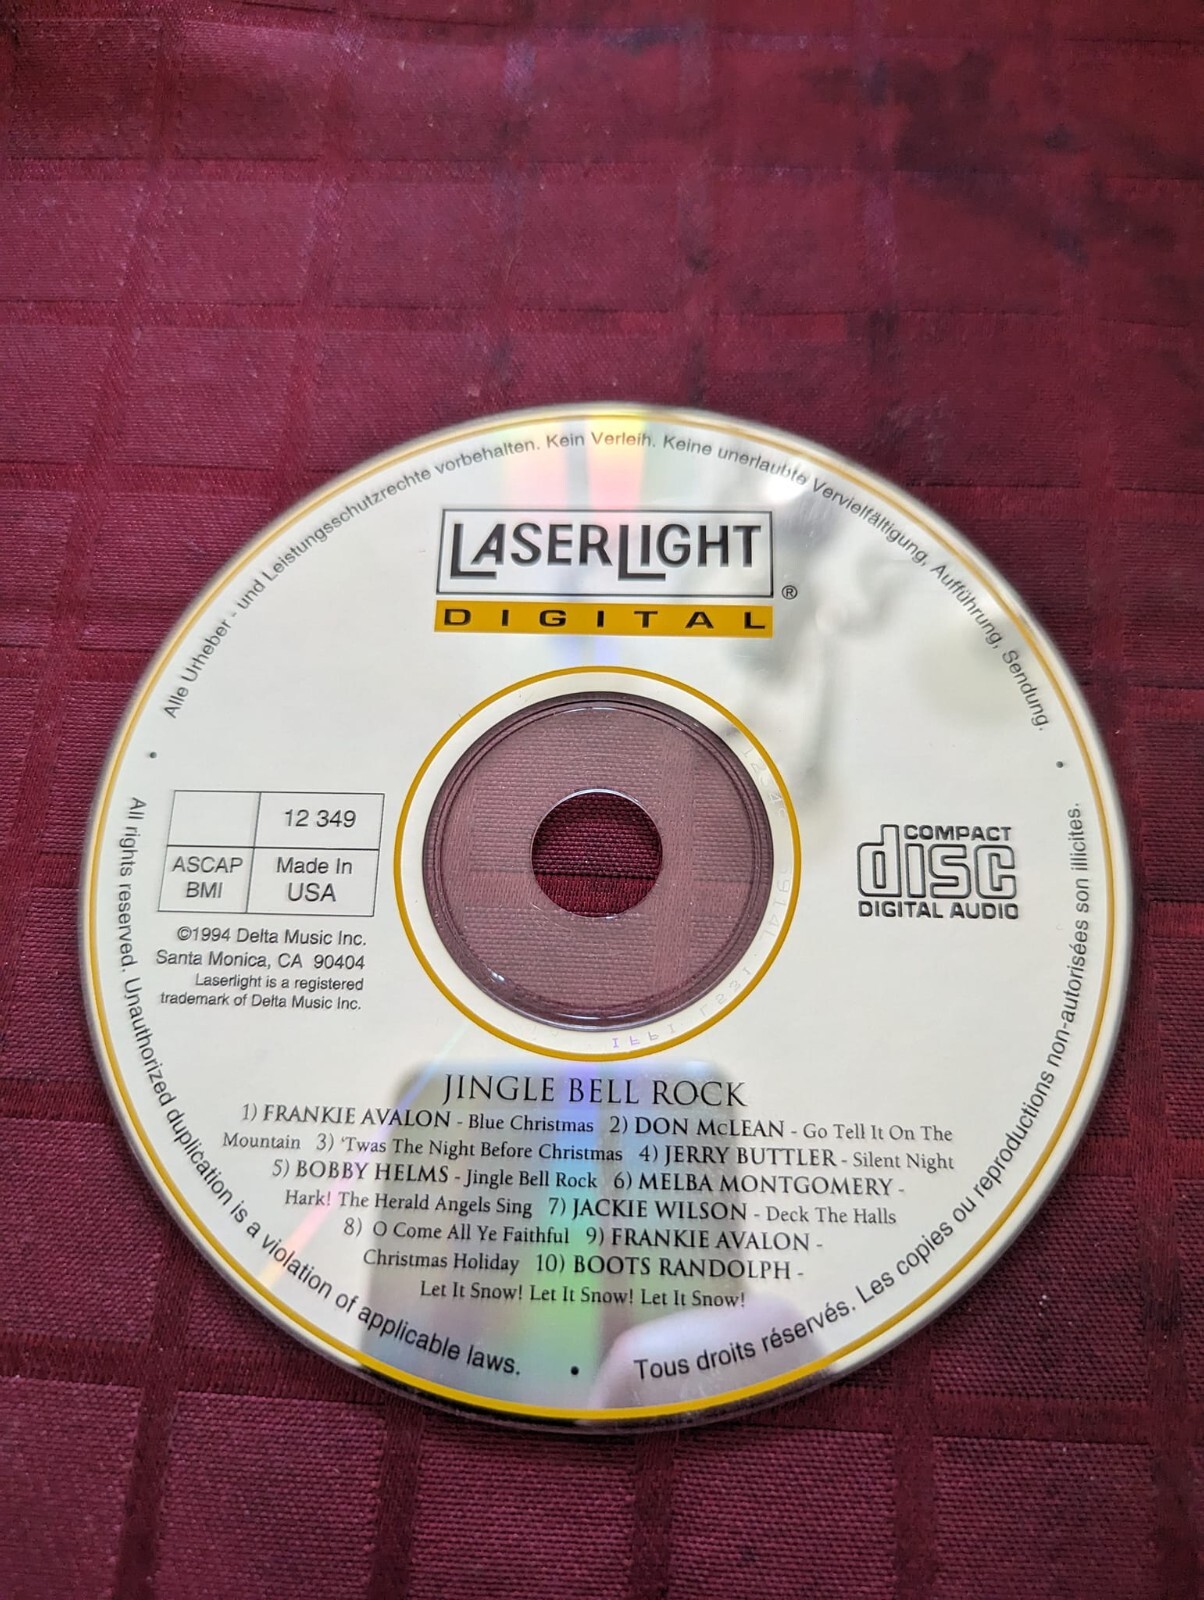 Alle Urheber - und Leistungsschutzrechte vorbehalten. Kein Verleih. Keine unerlaubte Vervielfältigung, Aufführung, Sendung.
LASERLIGHT
®
DIGITAL
12 349
ASCAP
BMI
Made In
USA
©1994 Delta Music Inc.
Santa Monica, CA 90404
Laserlight is a registered
trademark of Delta Music Inc.
COMPACT
disc
DIGITAL AUDIO
JINGLE BELL ROCK
1) FRANKIE AVALON - Blue Christmas 2) DON McLEAN - Go Tell It On The
Mountain 3) 'Twas The Night Before Christmas 4) JERRY BUTTLER - Silent Night
5) BOBBY HELMS - Jingle Bell Rock 6) MELBA MONTGOMERY -
Hark! The Herald Angels Sing 7) JACKIE WILSON - Deck The Halls
8) O Come All Ye Faithful 9) FRANKIE AVALON -
Christmas Holiday 10) BOOTS RANDOLPH -
Let It Snow! Let It Snow! Let It Snow!
All rights reserved. Unauthorized duplication is a violation of applicable laws.
Tous droits réservés. Les copies ou reproductions non-autorisées son illicites.